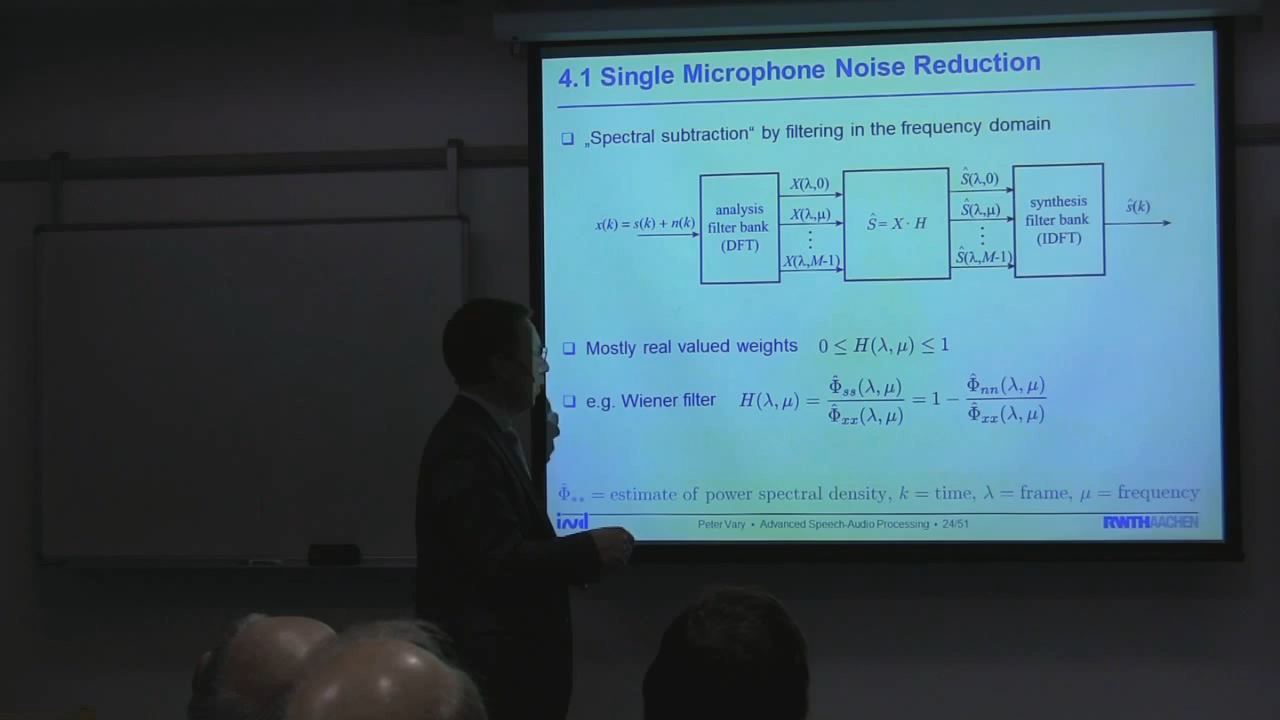 4.1 Single Microphone Noise Reduction
❑ „Spectral subtraction“ by filtering in the frequency domain
x(k) = s(k) + n(k)
analysis
filter bank
(DFT)
X(λ,0)
X(λ,μ)
⋮
X(λ,M-1)
Ŝ = X · H
Ŝ(λ,0)
Ŝ(λ,μ)
⋮
Ŝ(λ,M-1)
synthesis
filter bank
(IDFT)
ŝ(k)
❑ Mostly real valued weights 0 ≤ H(λ, μ) ≤ 1
❑ e.g. Wiener filter H(λ, μ) = Φ̂ss(λ, μ) / Φ̂xx(λ, μ) = 1 − Φ̂nn(λ, μ) / Φ̂xx(λ, μ)
Φ̂** = estimate of power spectral density, k = time, λ = frame, μ = frequency
ind Peter Vary • Advanced Speech-Audio Processing • 24/51 RWTHAACHEN